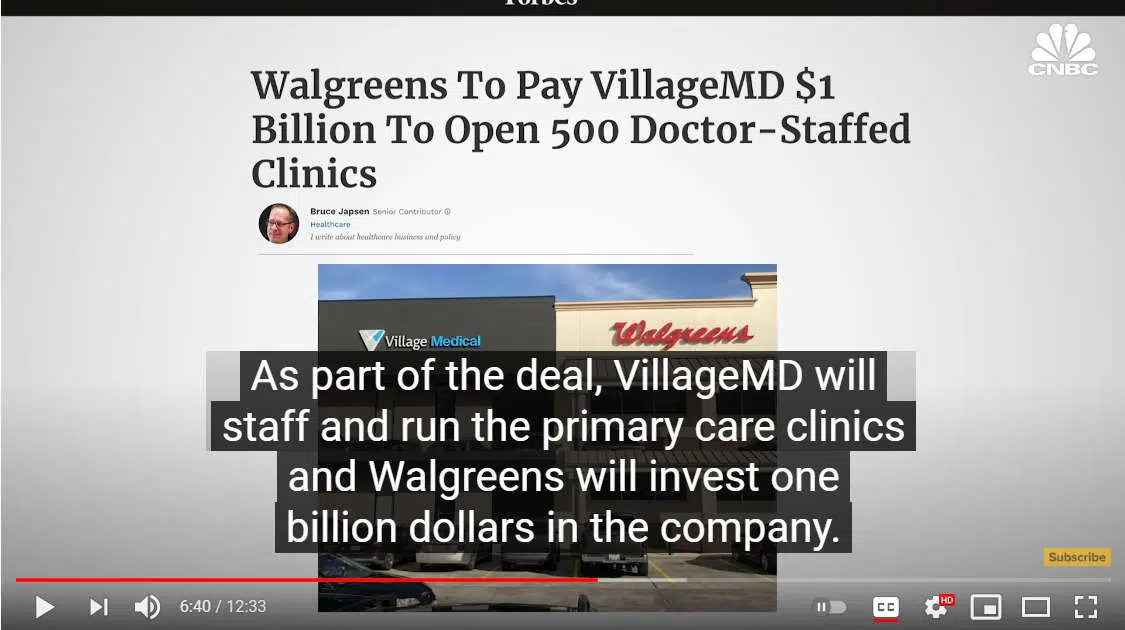 Forbes
CNBC
Walgreens To Pay VillageMD $1
Billion To Open 500 Doctor-Staffed
Clinics
Bruce Japsen Senior Contributor
Healthcare
I write about healthcare business and policy
Village Medical
Walgreens
As part of the deal, VillageMD will
staff and run the primary care clinics
and Walgreens will invest one
billion dollars in the company.
Subscribe
6:40 / 12:33
CC
HD